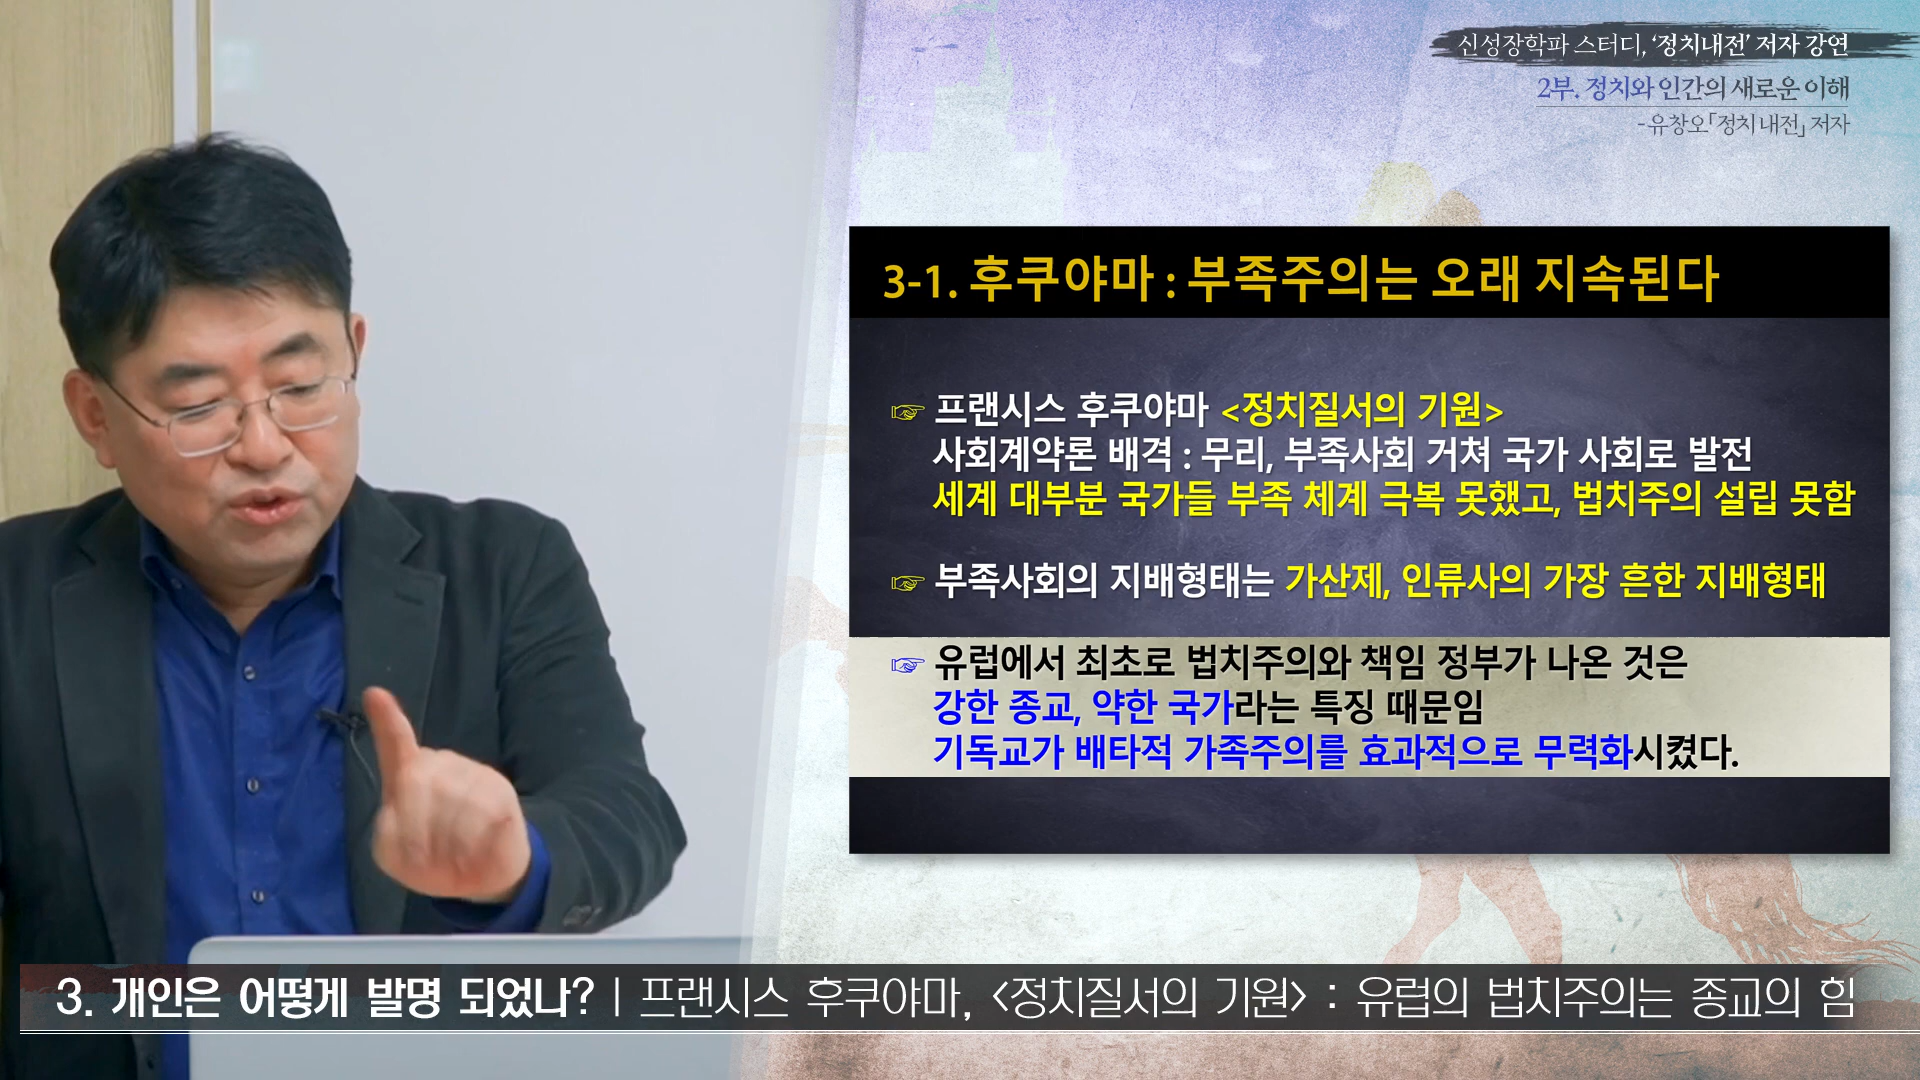 신성장학파 스터디, '정치내전' 저자 강연
2부. 정치와 인간의 새로운 이해
-유창오「정치내전」 저자
3-1. 후쿠야마 : 부족주의는 오래 지속된다
☞ 프랜시스 후쿠야마 <정치질서의 기원>
사회계약론 배격 : 무리, 부족사회 거쳐 국가 사회로 발전
세계 대부분 국가들 부족 체계 극복 못했고, 법치주의 설립 못함
☞ 부족사회의 지배형태는 가산제, 인류사의 가장 흔한 지배형태
☞ 유럽에서 최초로 법치주의와 책임 정부가 나온 것은
강한 종교, 약한 국가라는 특징 때문임
기독교가 배타적 가족주의를 효과적으로 무력화시켰다.
3. 개인은 어떻게 발명 되었나? | 프랜시스 후쿠야마, <정치질서의 기원> : 유럽의 법치주의는 종교의 힘